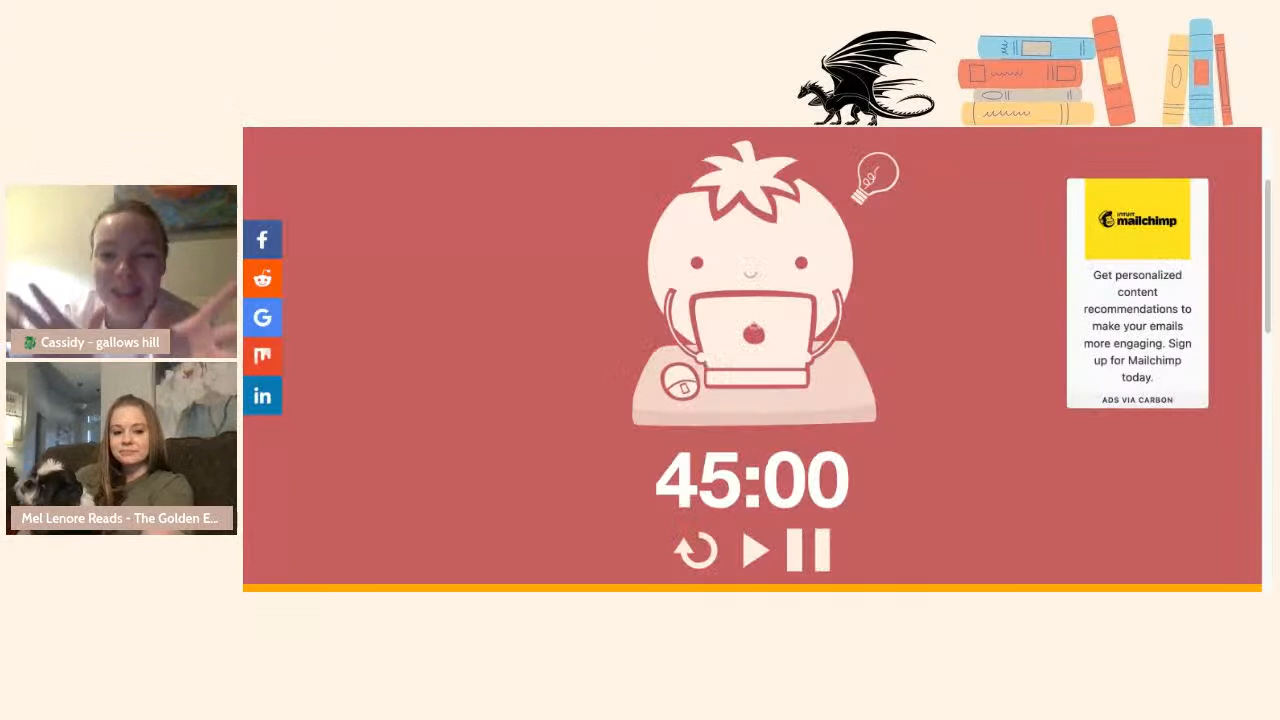 Cassidy - gallows hill
Mel Lenore Reads - The Golden E...
f
G
in
45:00
INTUIT
mailchimp
Get personalized
content
recommendations to
make your emails
more engaging. Sign
up for Mailchimp
today.
ADS VIA CARBON